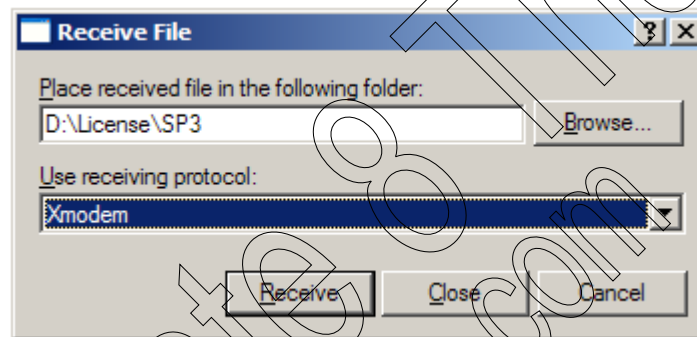 Receive File
Place received file in the following folder:
D:\License\SP3
Browse...
Use receiving protocol:
Xmodem
Receive Close Cancel